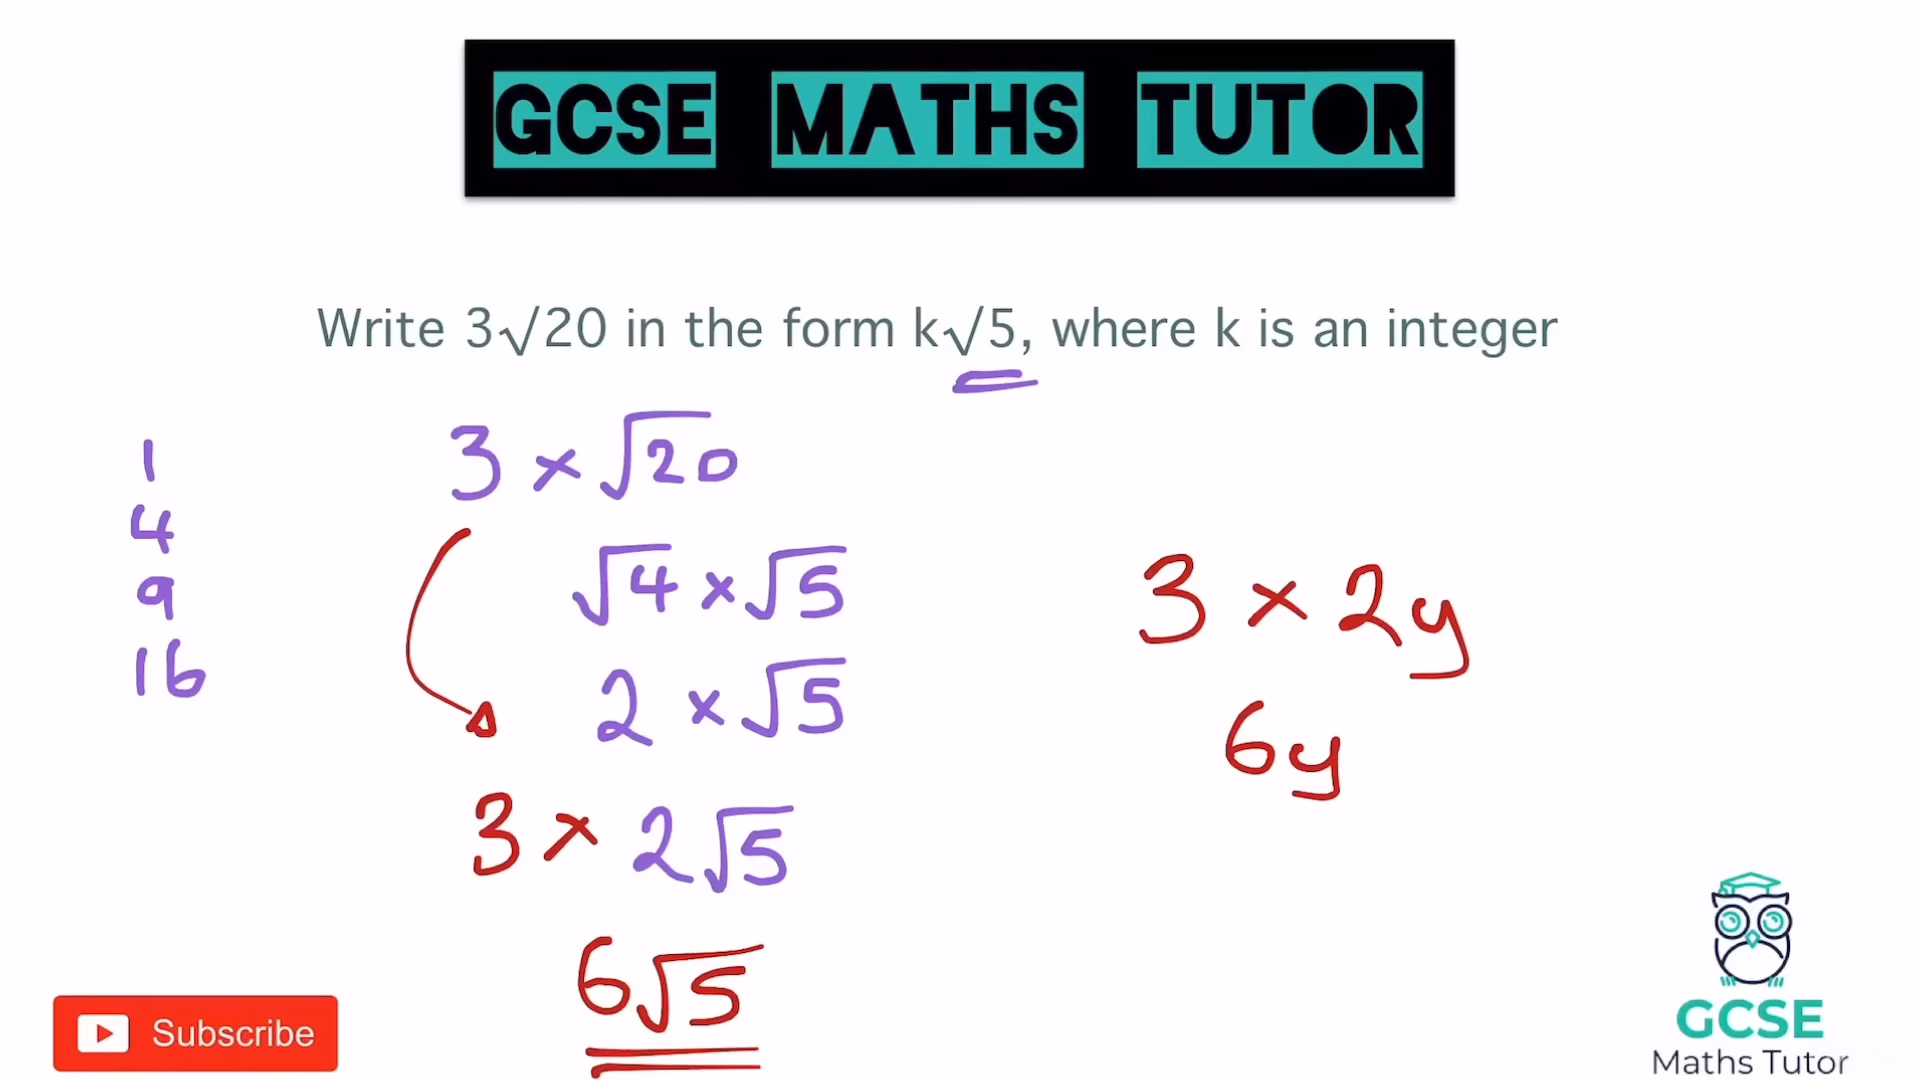 GCSE MATHS TUTOR
Write 3√20 in the form k√5, where k is an integer
1
4
9
16
3 × √20
√4 × √5
2 × √5
3 × 2√5
6√5
3 × 2y
6y
Subscribe
GCSE
Maths Tutor